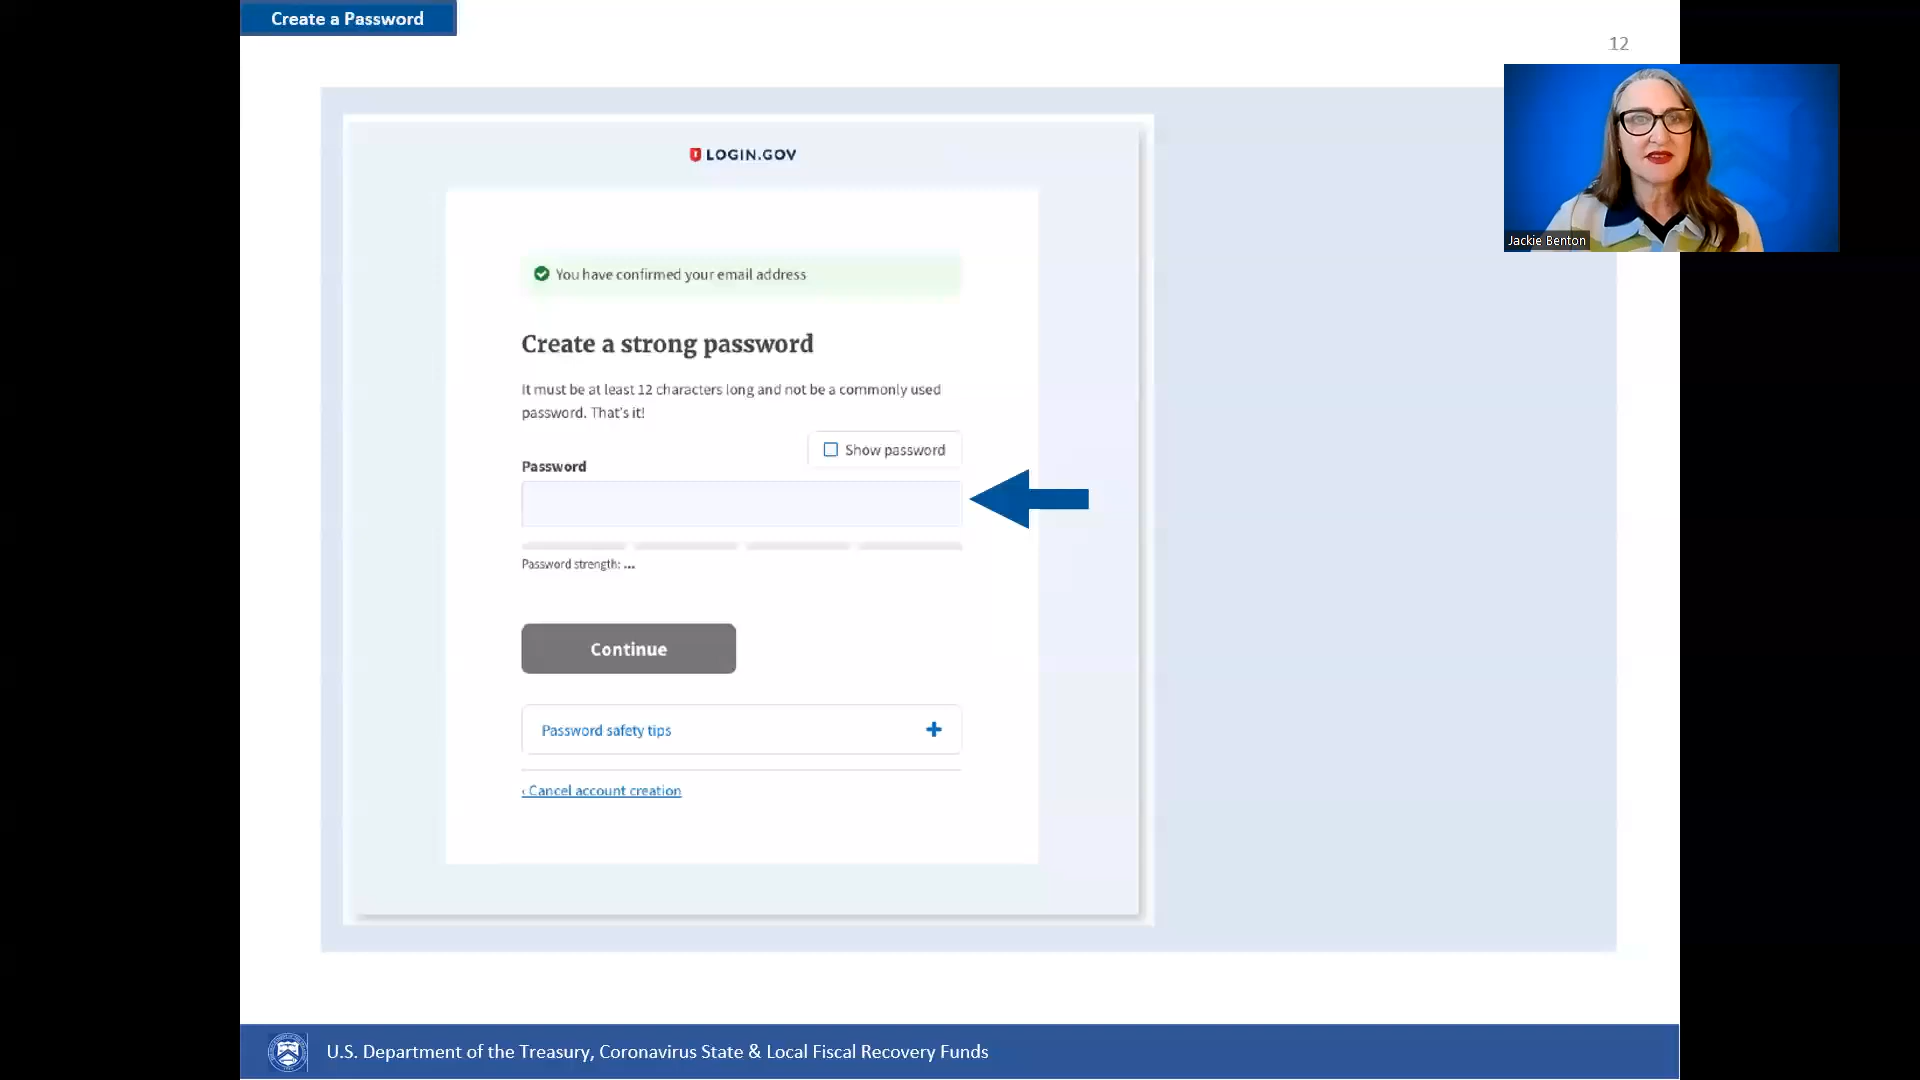 Create a Password
12
LOGIN.GOV
Jackie Benton
You have confirmed your email address
Create a strong password
It must be at least 12 characters long and not be a commonly used
password. That's it!
Show password
Password
Password strength: ...
Continue
Password safety tips
‹ Cancel account creation
U.S. Department of the Treasury, Coronavirus State & Local Fiscal Recovery Funds